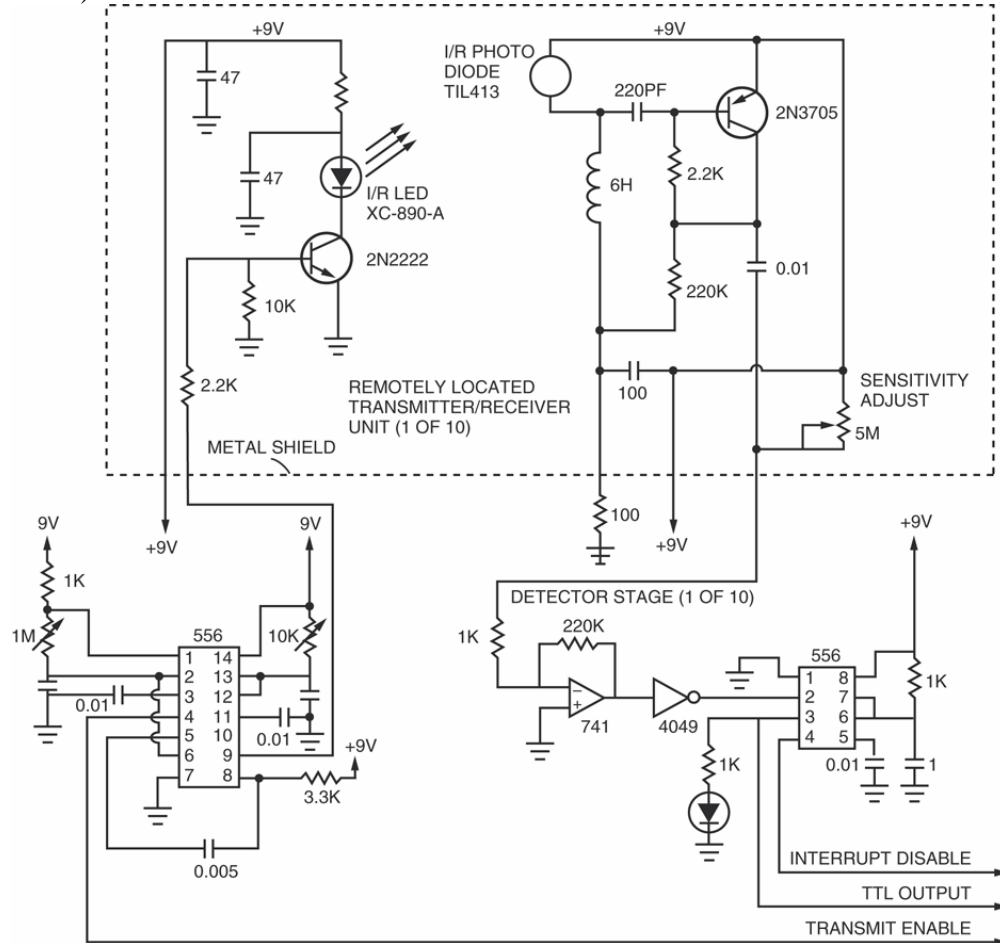 +9V
47
47
I/R LED
XC-890-A
2N2222
10K
2.2K
REMOTELY LOCATED
TRANSMITTER/RECEIVER
UNIT (1 OF 10)
METAL SHIELD
+9V
I/R PHOTO
DIODE
TIL413
220PF
2N3705
6H
2.2K
220K
0.01
100
SENSITIVITY
ADJUST
5M
100
+9V
+9V
9V
1K
1M
0.01
556
1 14
2 13
3 12
4 11
5 10
6 9
7 8
9V
10K
0.01
+9V
3.3K
0.005
DETECTOR STAGE (1 OF 10)
1K
220K
−
+
741
4049
556
1 8
2 7
3 6
4 5
+9V
1K
0.01
1
1K
INTERRUPT DISABLE
TTL OUTPUT
TRANSMIT ENABLE